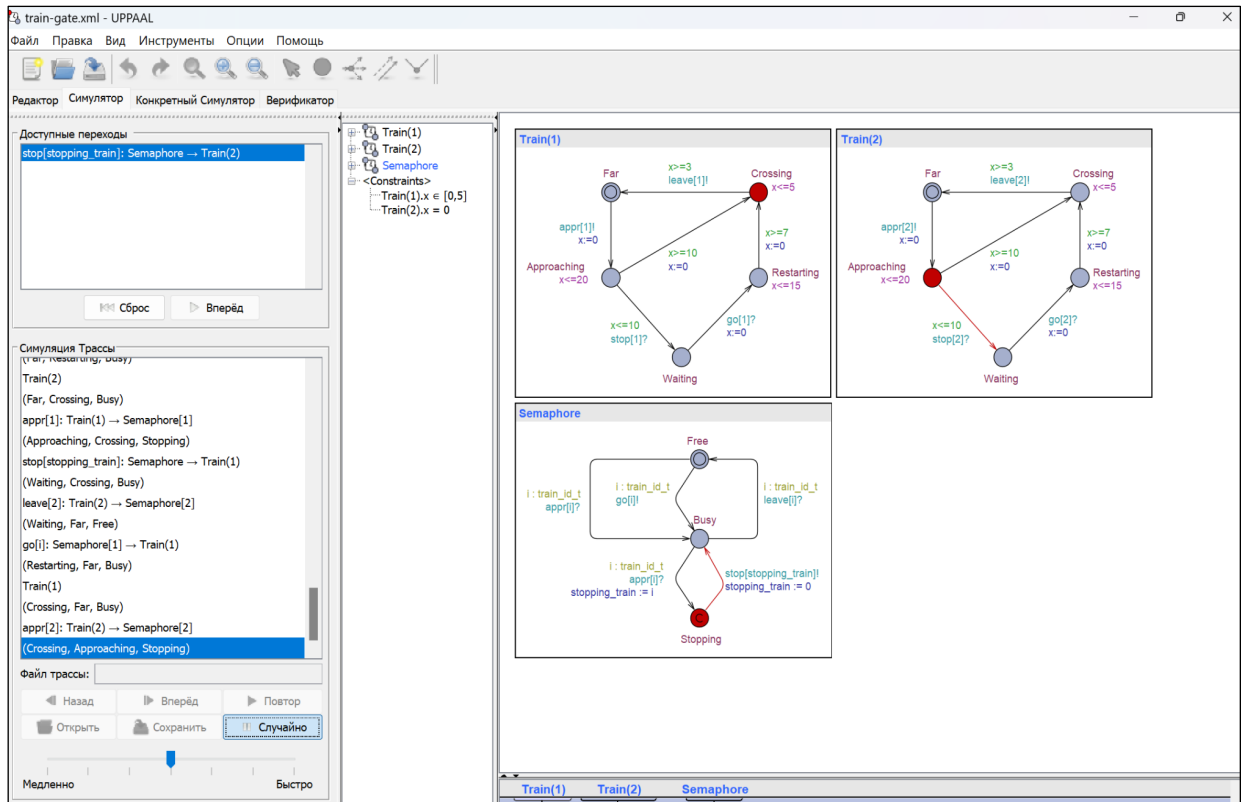 train-gate.xml - UPPAAL
Файл Правка Вид Инструменты Опции Помощь
Редактор Симулятор Конкретный Симулятор Верификатор
Доступные переходы
stop[stopping_train]: Semaphore → Train(2)
Сброс Вперёд
Симуляция Трассы
(Far, Restarting, Busy)
Train(2)
(Far, Crossing, Busy)
appr[1]: Train(1) → Semaphore[1]
(Approaching, Crossing, Stopping)
stop[stopping_train]: Semaphore → Train(1)
(Waiting, Crossing, Busy)
leave[2]: Train(2) → Semaphore[2]
(Waiting, Far, Free)
go[i]: Semaphore[1] → Train(1)
(Restarting, Far, Busy)
Train(1)
(Crossing, Far, Busy)
appr[2]: Train(2) → Semaphore[2]
(Crossing, Approaching, Stopping)
Файл трассы:
Назад Вперёд Повтор
Открыть Сохранить Случайно
Медленно Быстро
Train(1)
Train(2)
Semaphore
<Constraints>
Train(1).x ∈ [0,5]
Train(2).x = 0
Train(1)
Far
x>=3
leave[1]!
Crossing
x<=5
appr[1]!
x:=0
x>=7
x:=0
x>=10
x:=0
Approaching
x<=20
Restarting
x<=15
x<=10
stop[1]?
go[1]?
x:=0
Waiting
Train(2)
Far
x>=3
leave[2]!
Crossing
x<=5
appr[2]!
x:=0
x>=7
x:=0
x>=10
x:=0
Approaching
x<=20
Restarting
x<=15
x<=10
stop[2]?
go[2]?
x:=0
Waiting
Semaphore
Free
i : train_id_t
appr[i]?
i : train_id_t
go[i]!
i : train_id_t
leave[i]?
Busy
i : train_id_t
appr[i]?
stopping_train := i
stop[stopping_train]!
stopping_train := 0
C
Stopping
Train(1) Train(2) Semaphore